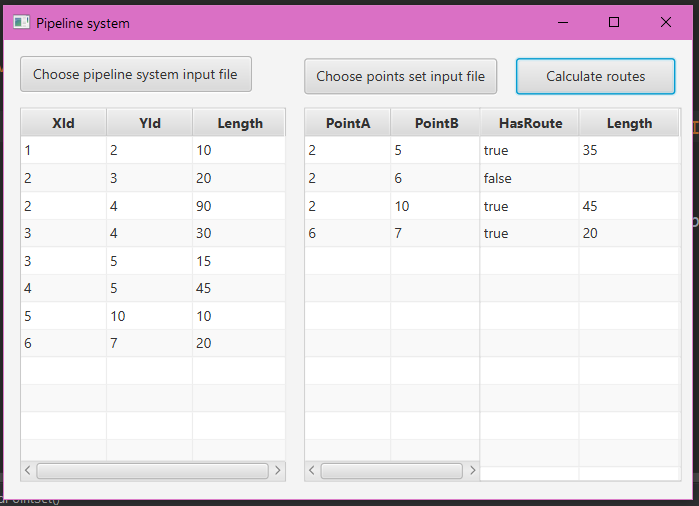 Pipeline system
Choose pipeline system input file
Choose points set input file
Calculate routes
XId YId Length
1 2 10
2 3 20
2 4 90
3 4 30
3 5 15
4 5 45
5 10 10
6 7 20
PointA PointB HasRoute Length
2 5 true 35
2 6 false
2 10 true 45
6 7 true 20